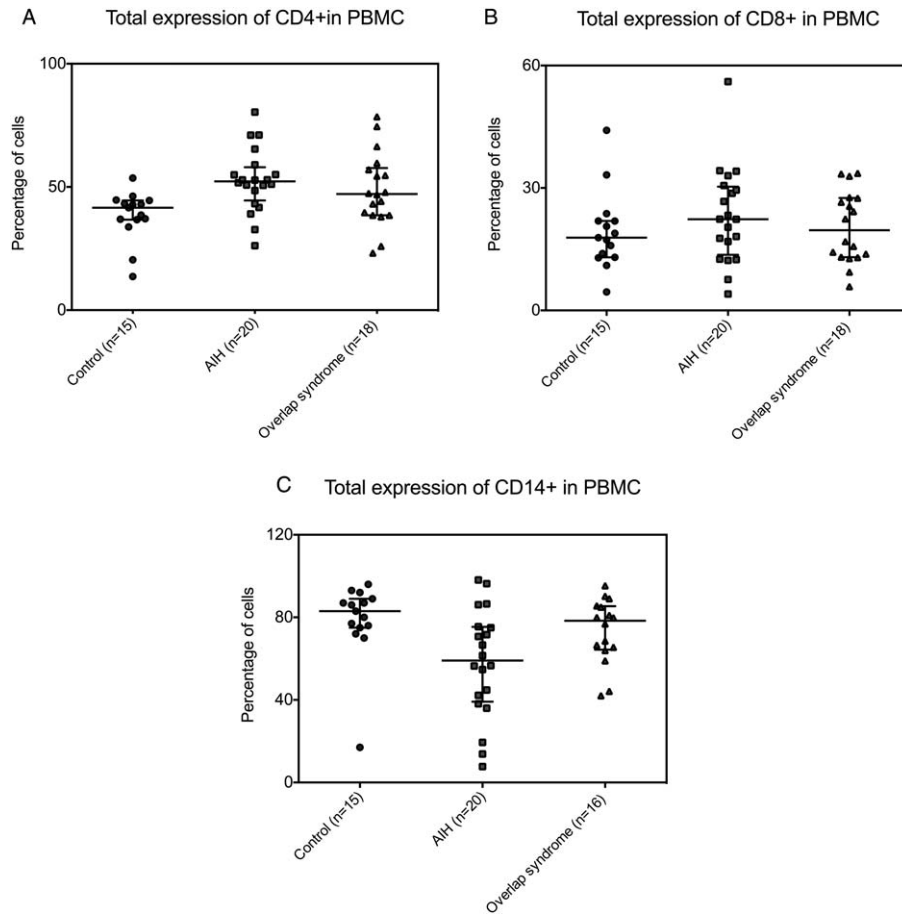 A
Total expression of CD4+in PBMC
Percentage of cells
100
50
0
Control (n=15)
AIH (n=20)
Overlap syndrome (n=18)
B
Total expression of CD8+ in PBMC
Percentage of cells
60
30
0
Control (n=15)
AIH (n=20)
Overlap syndrome (n=18)
C
Total expression of CD14+ in PBMC
Percentage of cells
120
80
40
0
Control (n=15)
AIH (n=20)
Overlap syndrome (n=16)